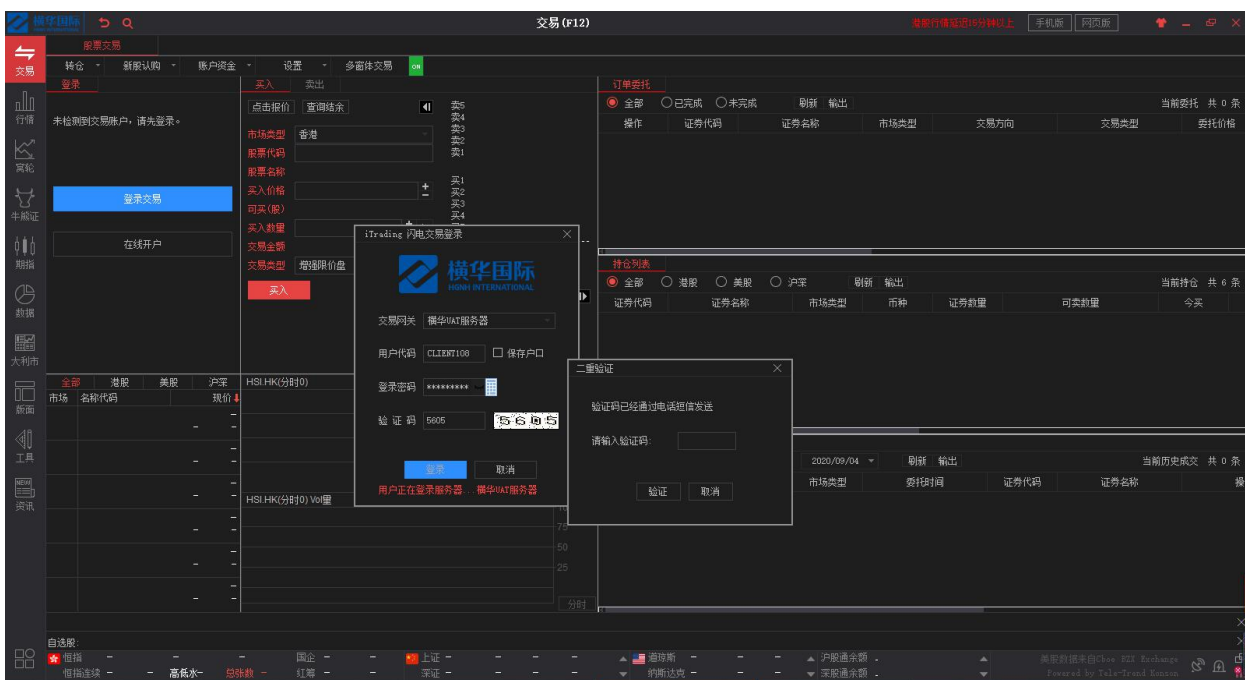 横华国际
交易(F12)
港股行情延迟15分钟以上 手机版 网页版
股票交易
转仓 新股认购 账户资金 设置 多窗体交易 ON
交易
行情
窝轮
牛熊证
期指
数据
大利市
版面
工具
NEW
资讯
登录
未检测到交易账户，请先登录。
登录交易
在线开户
买入 卖出
点击报价 查询结余
市场类型 香港
股票代码
股票名称
买入价格
可买(股)
买入数量
交易金额
交易类型 增强限价盘
买入
卖5
卖4
卖3
卖2
卖1
买1
买2
买3
买4
订单委托
全部 已完成 未完成 刷新 输出 当前委托 共 0 条
操作 证券代码 证券名称 市场类型 交易方向 交易类型 委托价格
持仓列表
全部 港股 美股 沪深 刷新 输出 当前持仓 共 6 条
证券代码 证券名称 市场类型 币种 证券数量 可卖数量 今买
iTrading 闪电交易登录
横华国际
HGNH INTERNATIONAL
交易网关 横华UAT服务器
用户代码 CLIENT108 保存户口
登录密码 *********
验 证 码 5605 5605
登录 取消
用户正在登录服务器...横华UAT服务器
二重验证
验证码已经通过电话短信发送
请输入验证码:
验证 取消
2020/09/04 刷新 输出 当前历史成交 共 0 条
市场类型 委托时间 证券代码 证券名称 操
全部 港股 美股 沪深
市场 名称代码 现价
HSI.HK(分时0)
HSI.HK(分时0) Vol量
75
50
25
分时
自选股:
恒指 - - - 国企 - - 上证 - - - 道琼斯 - - - 沪股通余额 -
恒指连续 - - 高低水- 总张数 - 红筹 - - 深证 - - - 纳斯达克 - - - 深股通余额 -
美股数据来自Cboe BZX Exchange
Powered by Tele-Trend Konson